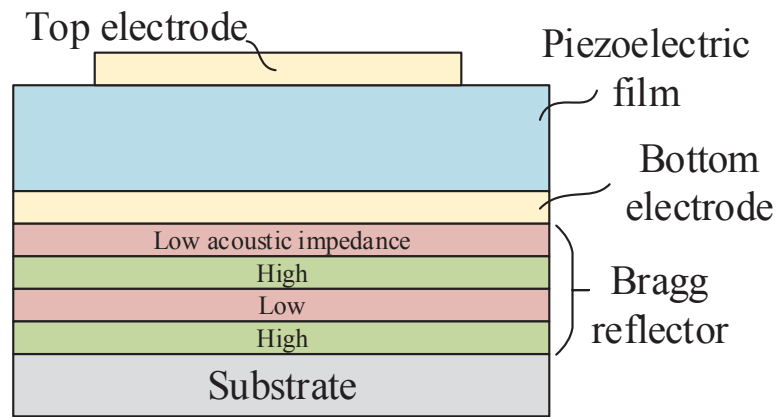 Top electrode
Piezoelectric
film
Bottom
electrode
Low acoustic impedance
High
Low
High
Bragg
reflector
Substrate